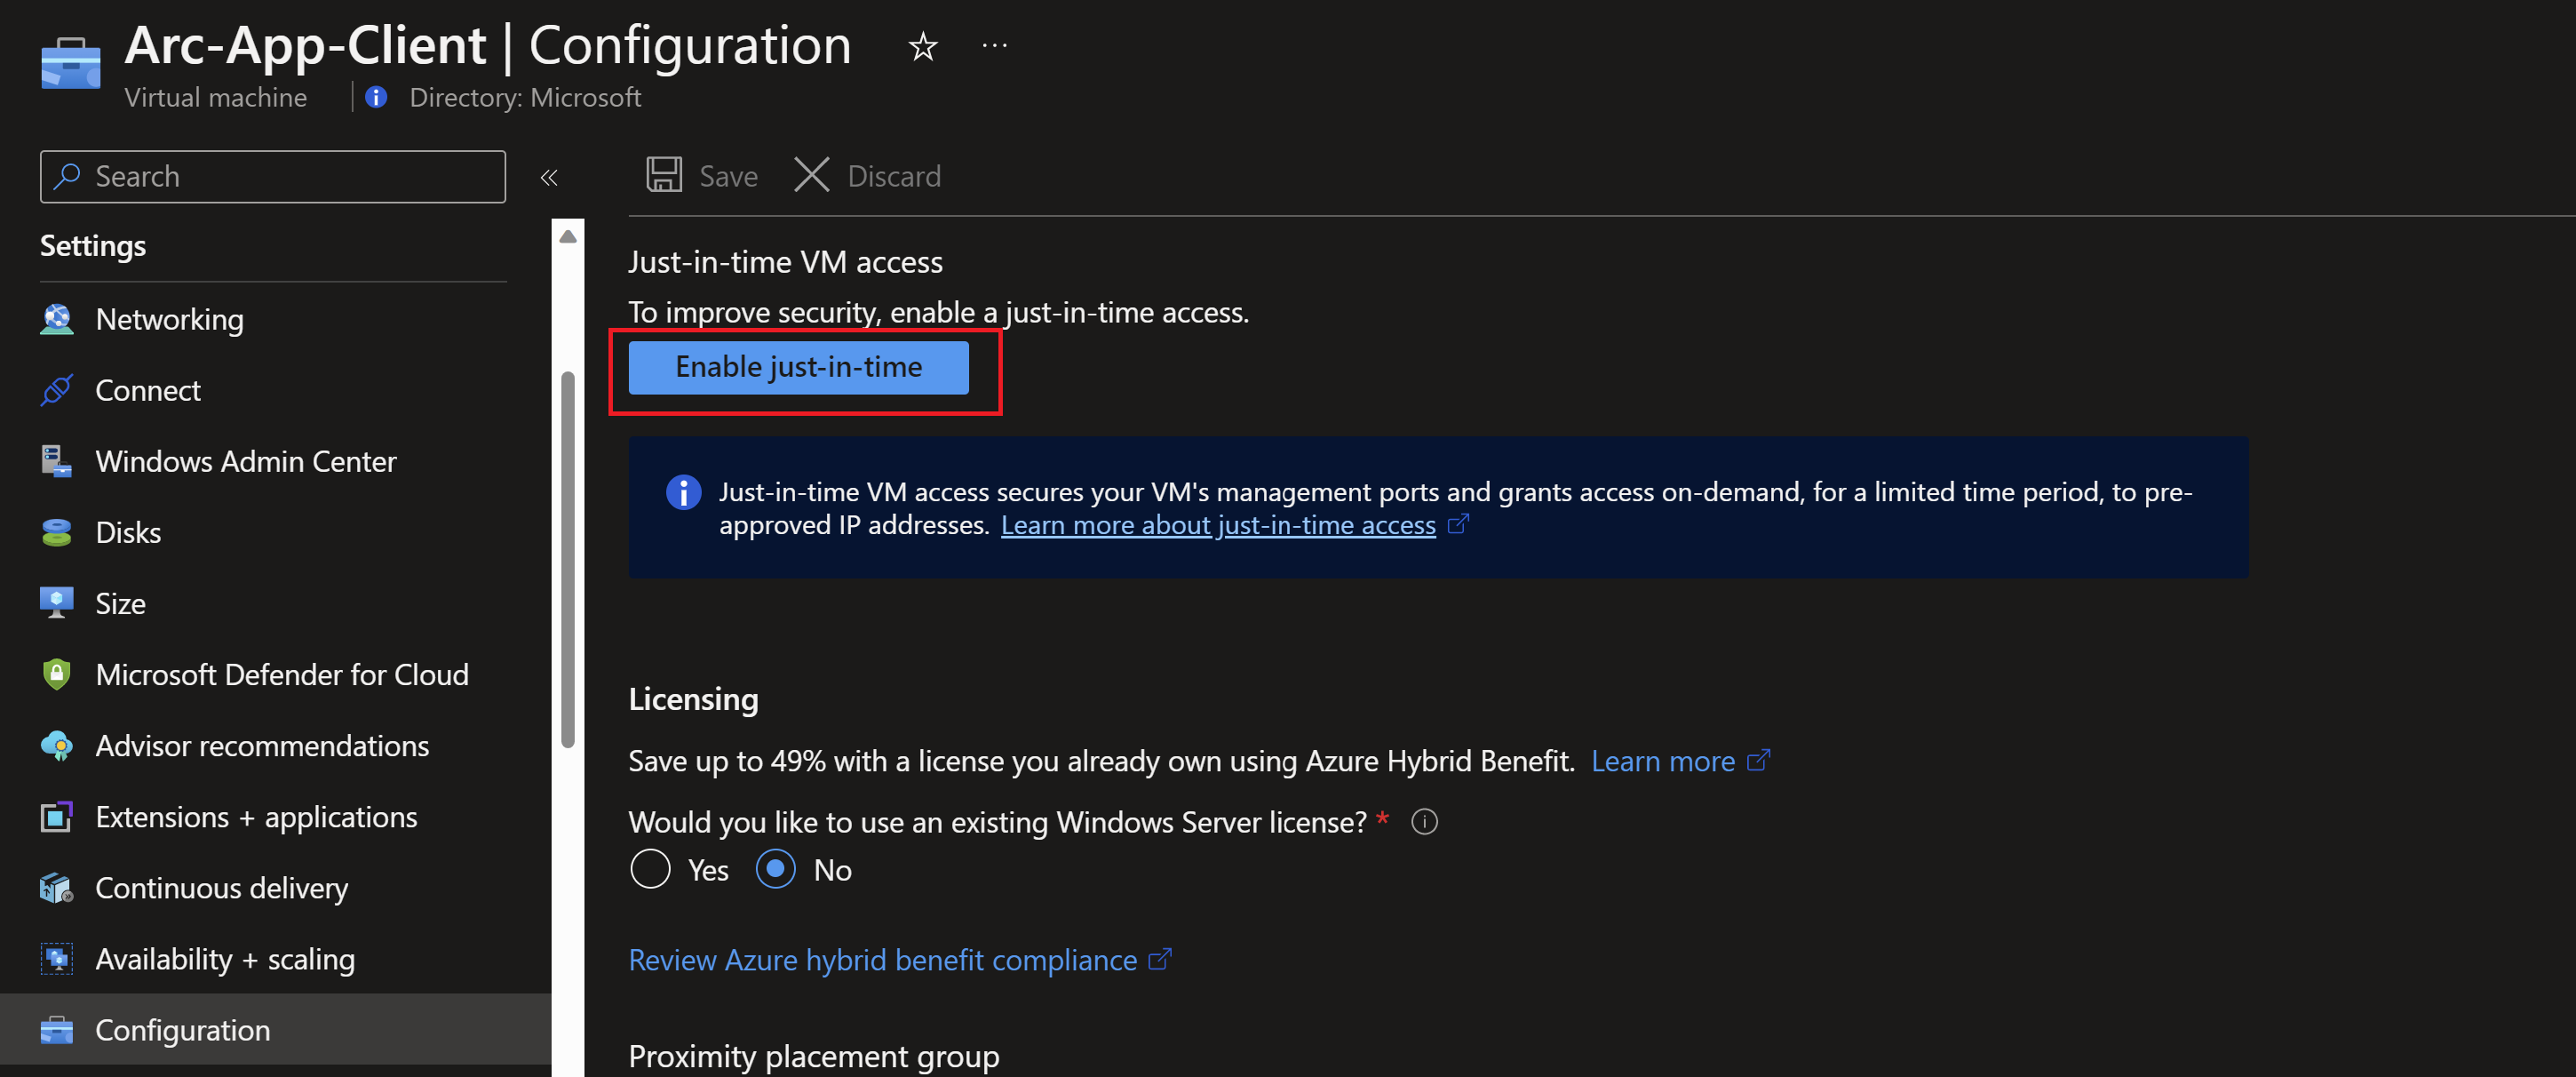 Arc-App-Client | Configuration
Virtual machine
Directory: Microsoft
Search
Settings
Networking
Connect
Windows Admin Center
Disks
Size
Microsoft Defender for Cloud
Advisor recommendations
Extensions + applications
Continuous delivery
Availability + scaling
Configuration
Save
Discard
Just-in-time VM access
To improve security, enable a just-in-time access.
Enable just-in-time
Just-in-time VM access secures your VM's management ports and grants access on-demand, for a limited time period, to pre-
approved IP addresses. Learn more about just-in-time access
Licensing
Save up to 49% with a license you already own using Azure Hybrid Benefit. Learn more
Would you like to use an existing Windows Server license? *
Yes
No
Review Azure hybrid benefit compliance
Proximity placement group